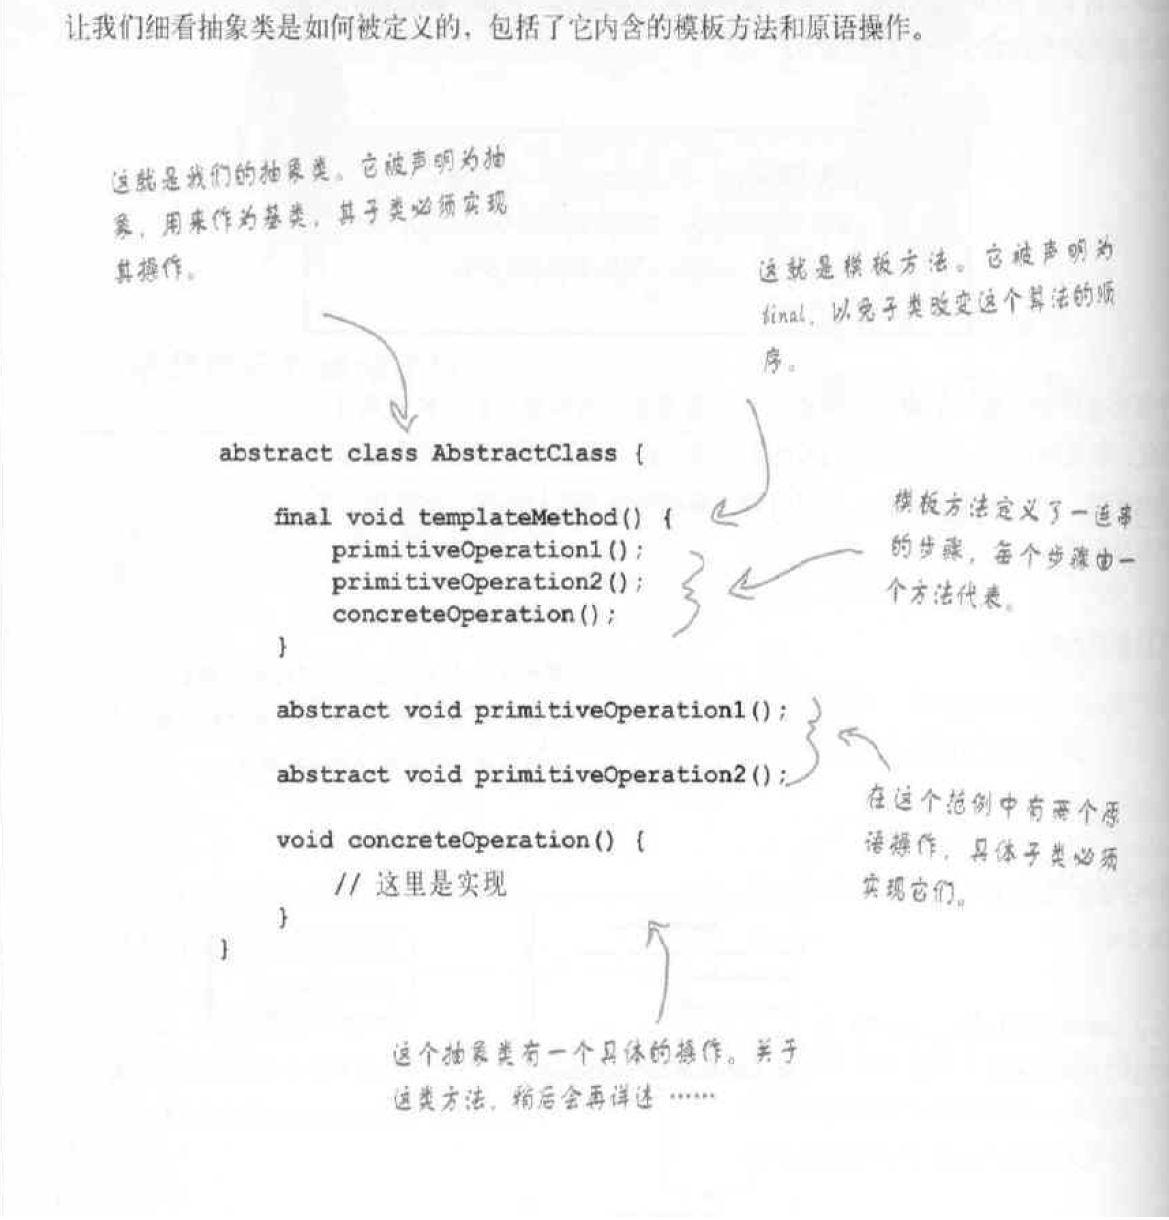 让我们细看抽象类是如何被定义的，包括了它内含的模板方法和原语操作。
这就是我们的抽象类。它被声明为抽
象，用来作为基类，其子类必须实现
其操作。
这就是模板方法。它被声明为
final，以免子类改变这个算法的顺
序。
abstract class AbstractClass {
final void templateMethod() {
primitiveOperation1();
primitiveOperation2();
concreteOperation();
}
模板方法定义了一连串
的步骤，每个步骤由一
个方法代表。
abstract void primitiveOperation1();
abstract void primitiveOperation2();
在这个范例中有两个原
语操作，具体子类必须
实现它们。
void concreteOperation() {
// 这里是实现
}
}
这个抽象类有一个具体的操作。关于
这类方法，稍后会再详述……